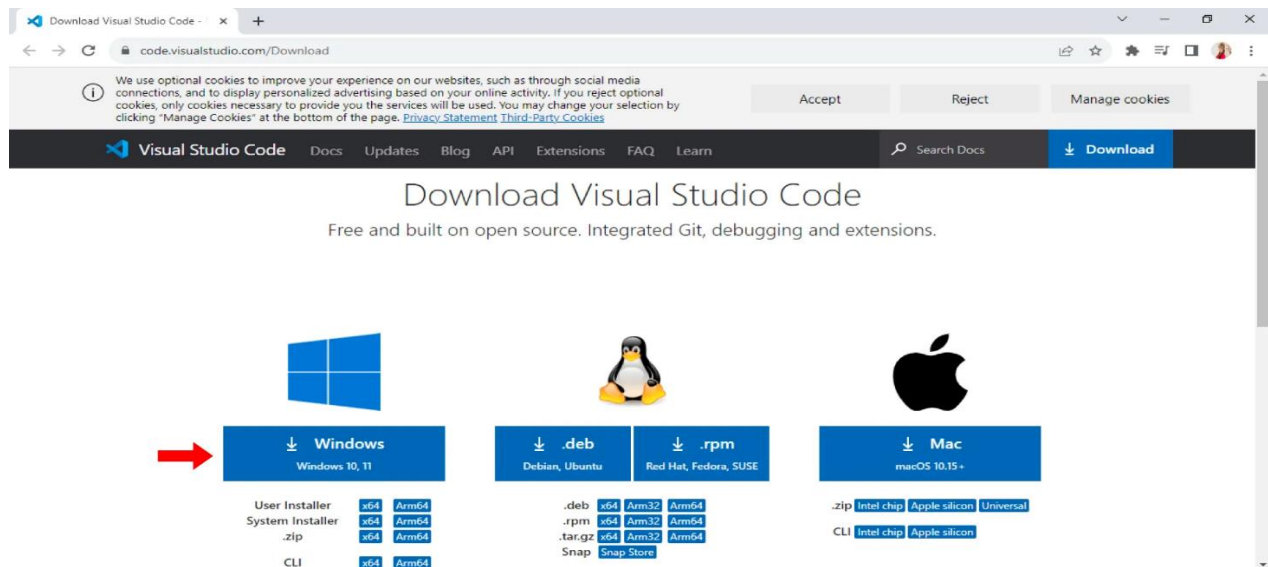 Download Visual Studio Code -
code.visualstudio.com/Download
We use optional cookies to improve your experience on our websites, such as through social media
connections, and to display personalized advertising based on your online activity. If you reject optional
cookies, only cookies necessary to provide you the services will be used. You may change your selection by
clicking "Manage Cookies" at the bottom of the page. Privacy Statement Third-Party Cookies
Accept Reject Manage cookies
Visual Studio Code Docs Updates Blog API Extensions FAQ Learn Search Docs Download
Download Visual Studio Code
Free and built on open source. Integrated Git, debugging and extensions.
Windows
Windows 10, 11
User Installer x64 Arm64
System Installer x64 Arm64
.zip x64 Arm64
CLI x64 Arm64
.deb
Debian, Ubuntu
.rpm
Red Hat, Fedora, SUSE
.deb x64 Arm32 Arm64
.rpm x64 Arm32 Arm64
.tar.gz x64 Arm32 Arm64
Snap Snap Store
Mac
macOS 10.15+
.zip Intel chip Apple silicon Universal
CLI Intel chip Apple silicon